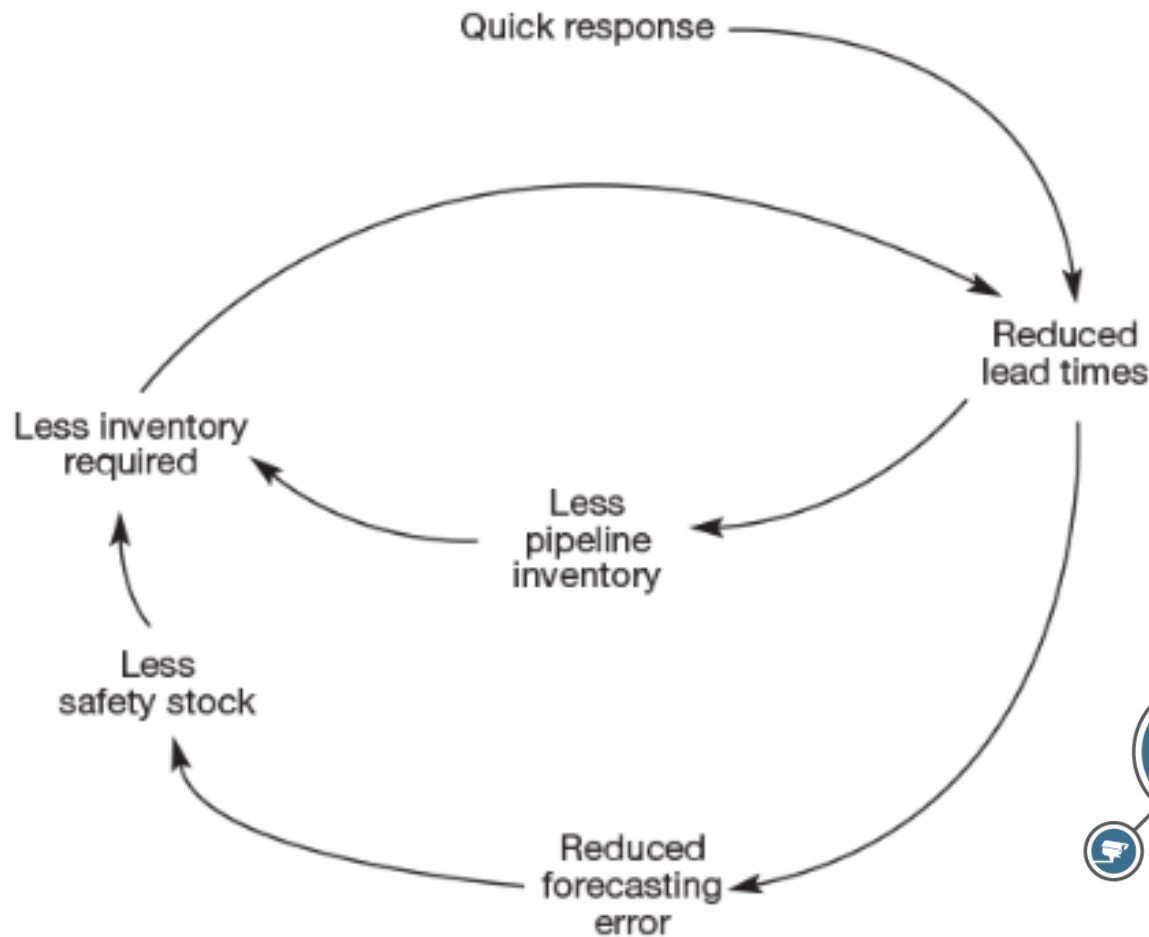 Quick response
Reduced
lead times
Less inventory
required
Less
pipeline
inventory
Less
safety stock
Reduced
forecasting
error